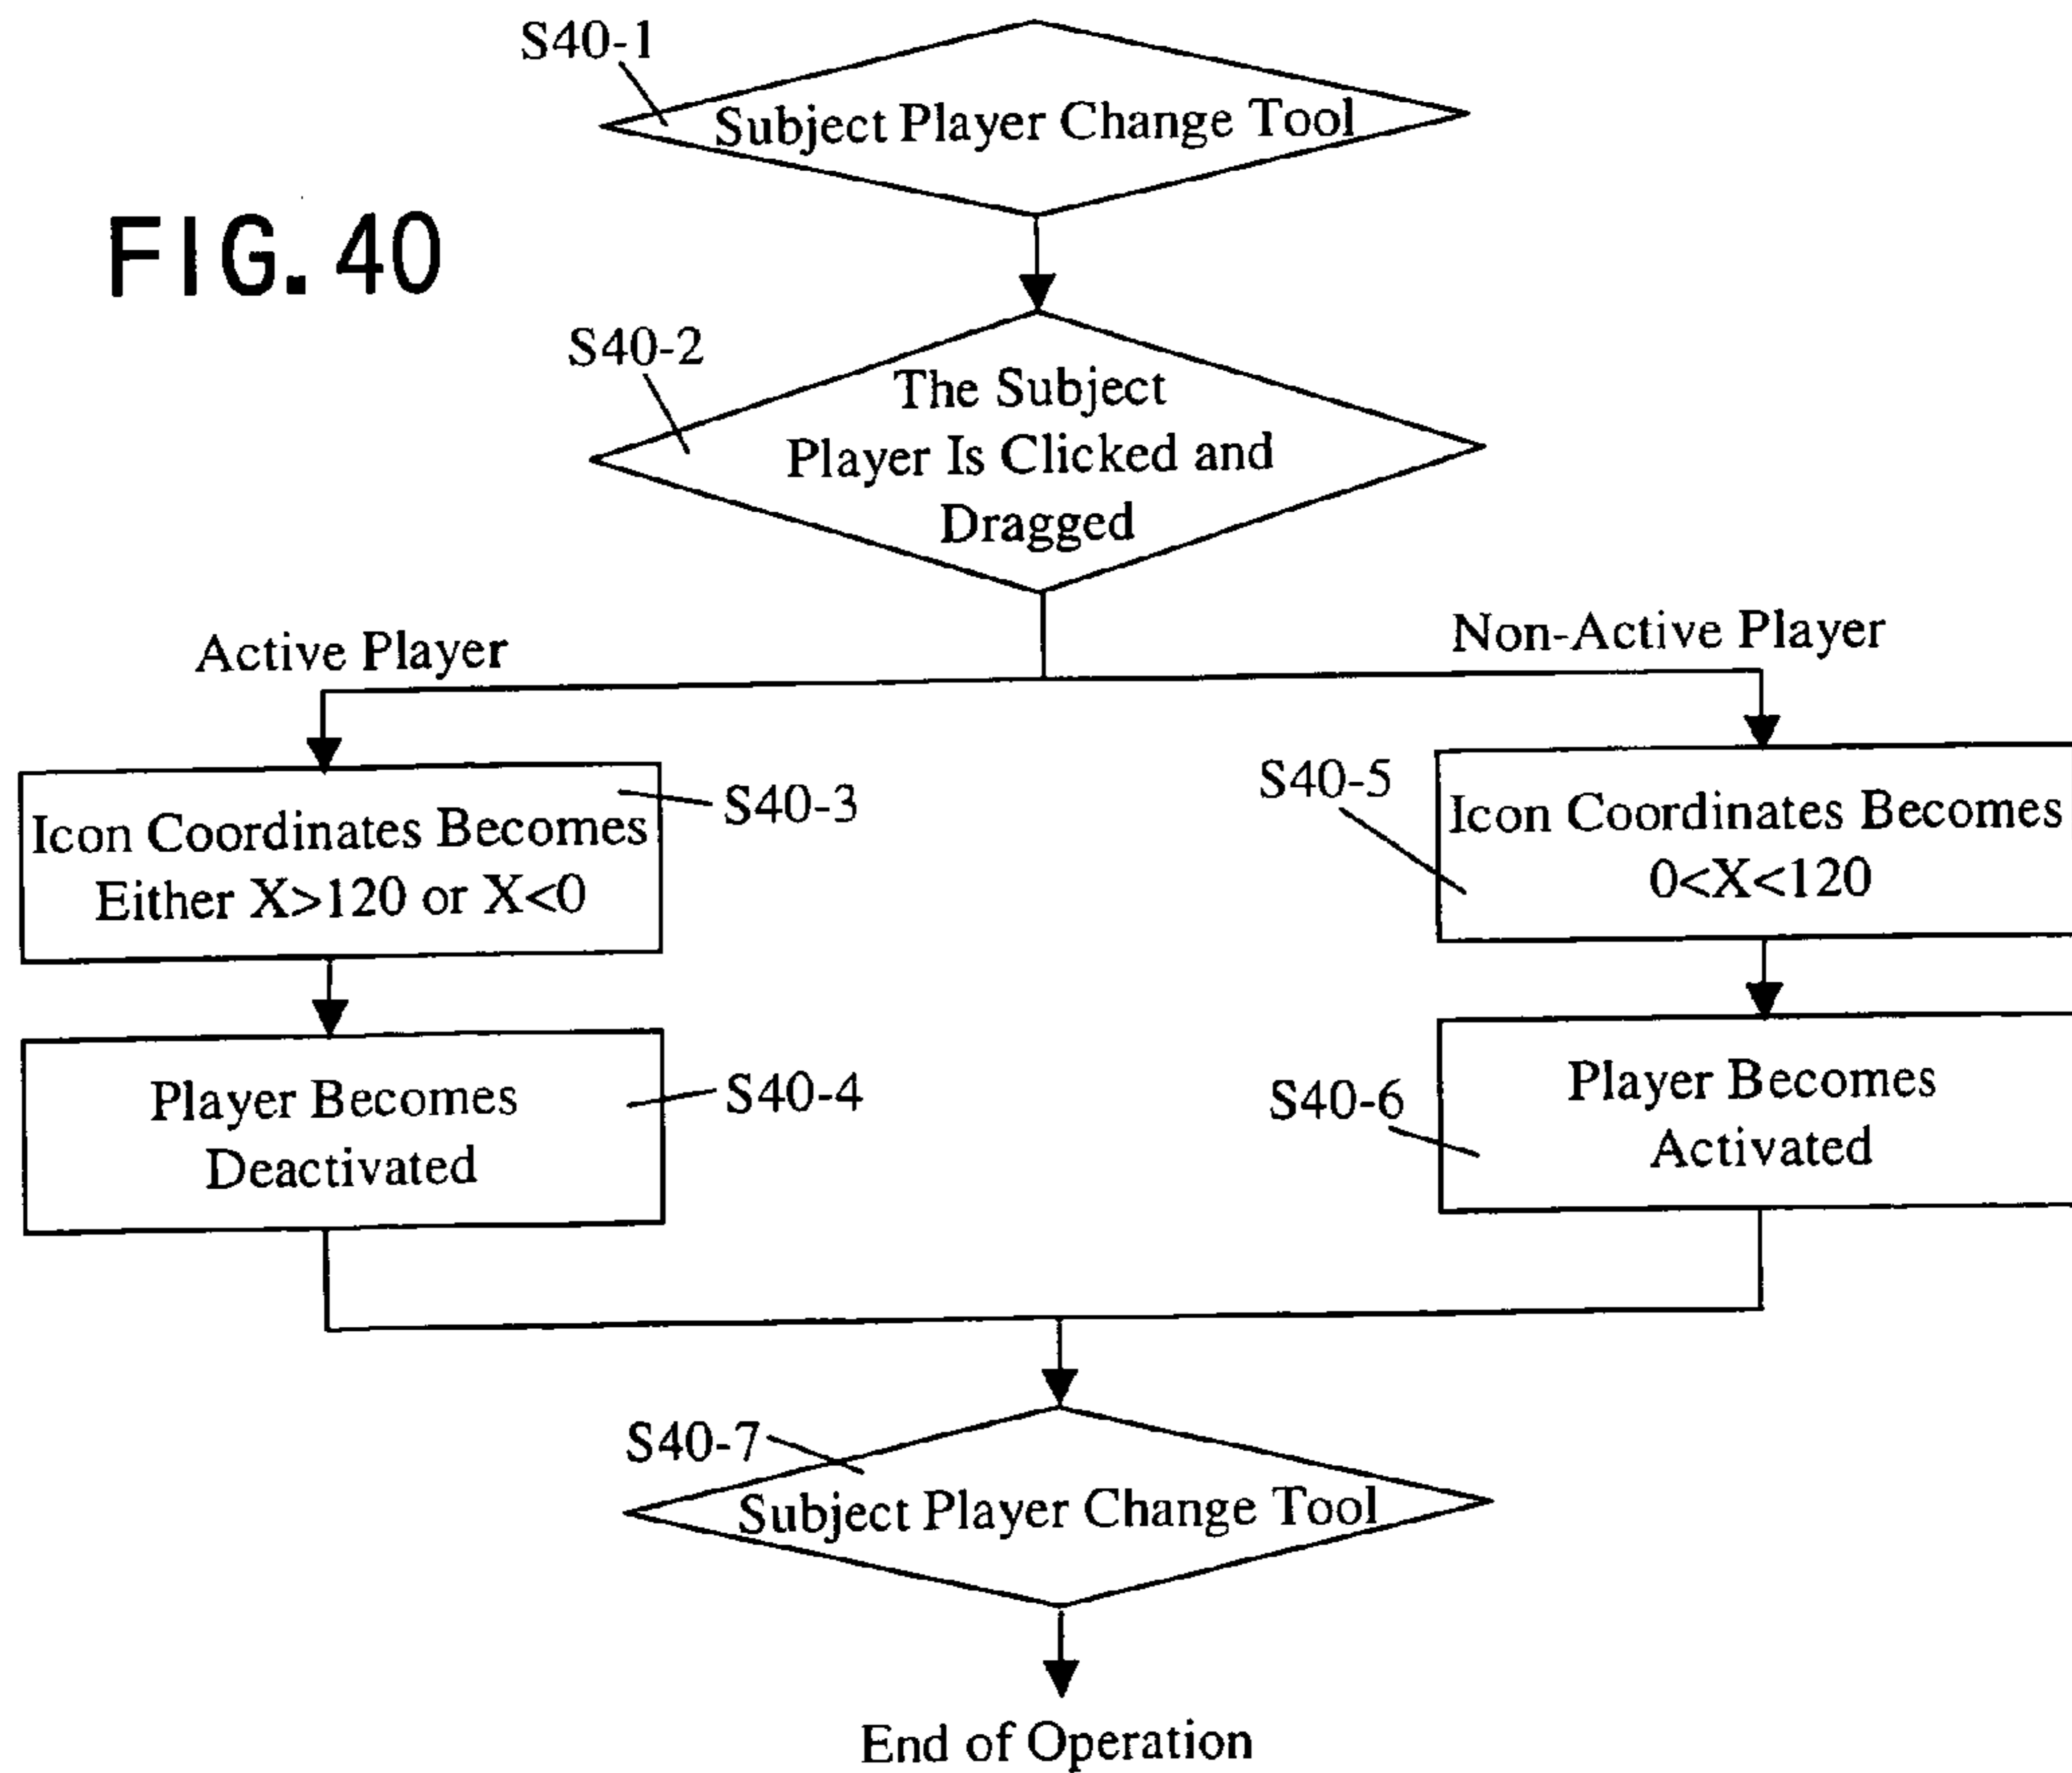 S40-1
Subject Player Change Tool
FIG. 40
S40-2
The Subject
Player Is Clicked and
Dragged
Active Player
Non-Active Player
Icon Coordinates Becomes
Either X>120 or X<0
S40-3
S40-5
Icon Coordinates Becomes
0<X<120
Player Becomes
Deactivated
S40-4
S40-6
Player Becomes
Activated
S40-7
Subject Player Change Tool
End of Operation